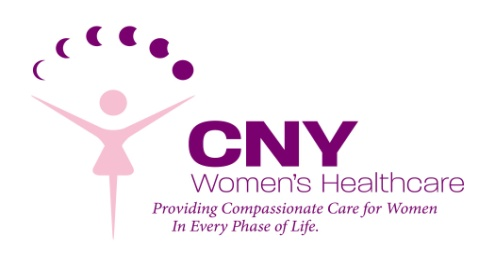 CNY
Women's Healthcare
Providing Compassionate Care for Women
In Every Phase of Life.